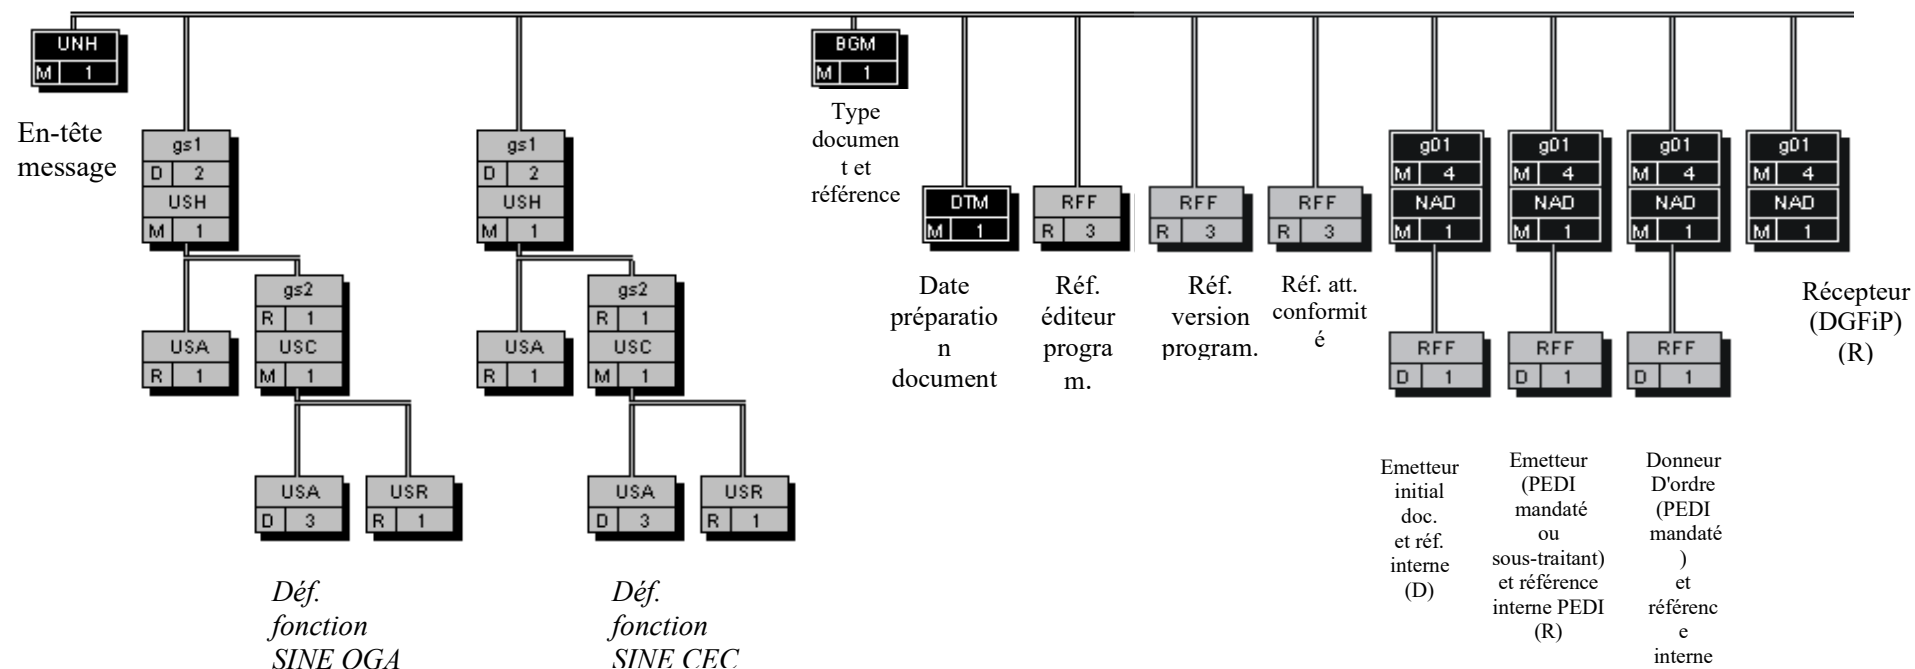 UNH
M 1
En-tête
message
gs1
D 2
USH
M 1
USA
R 1
gs2
R 1
USC
M 1
USA
D 3
USR
R 1
Déf.
fonction
SINE OGA
gs1
D 2
USH
M 1
USA
R 1
gs2
R 1
USC
M 1
USA
D 3
USR
R 1
Déf.
fonction
SINE CEC
BGM
M 1
Type
documen
t et
référence
DTM
M 1
Date
préparatio
n
document
RFF
R 3
Réf.
éditeur
progra
m.
RFF
R 3
Réf.
version
program.
RFF
R 3
Réf. att.
conformit
é
g01
M 4
NAD
M 1
RFF
D 1
Emetteur
initial
doc.
et réf.
interne
(D)
g01
M 4
NAD
M 1
RFF
D 1
Emetteur
(PEDI
mandaté
ou
sous-traitant)
et référence
interne PEDI
(R)
g01
M 4
NAD
M 1
RFF
D 1
Donneur
D'ordre
(PEDI
mandaté
)
et
référenc
e
interne
g01
M 4
NAD
M 1
Récepteur
(DGFiP)
(R)